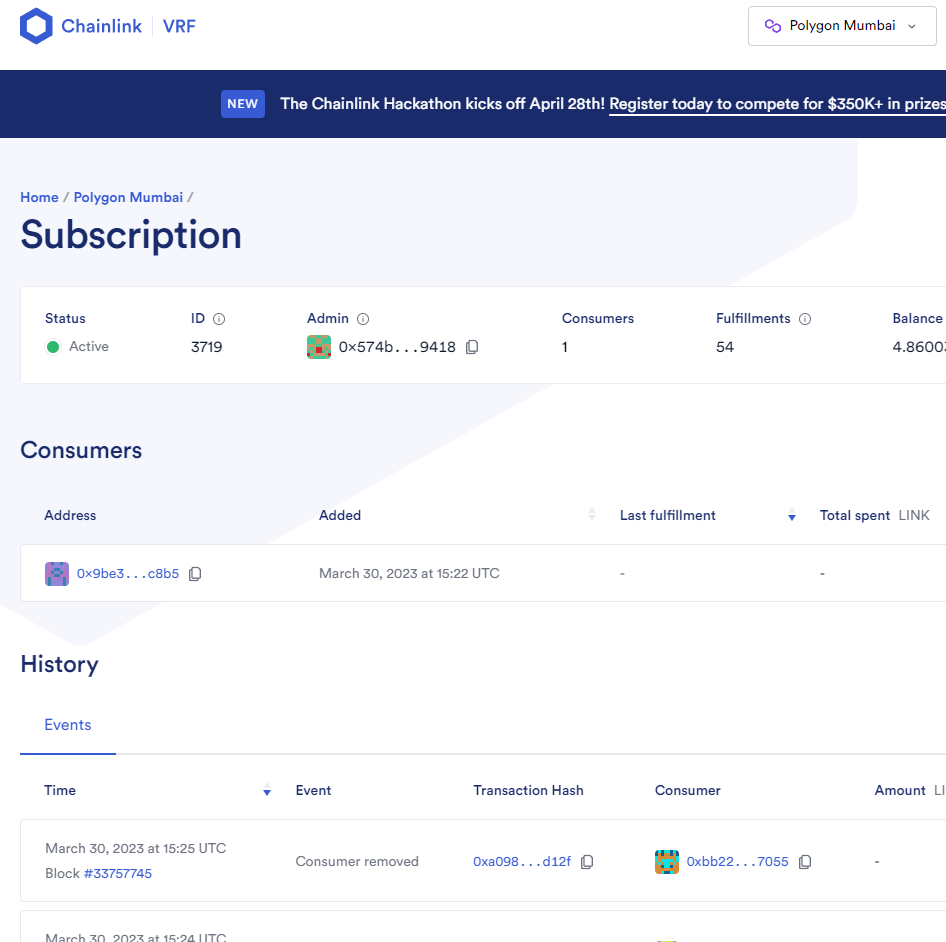 Chainlink VRF
Polygon Mumbai
NEW The Chainlink Hackathon kicks off April 28th! Register today to compete for $350K+ in prizes
Home / Polygon Mumbai /
Subscription
Status ID Admin Consumers Fulfillments Balance
Active 3719 0x574b...9418 1 54 4.8600
Consumers
Address Added Last fulfillment Total spent LINK
0x9be3...c8b5 March 30, 2023 at 15:22 UTC - -
History
Events
Time Event Transaction Hash Consumer Amount LI
March 30, 2023 at 15:25 UTC
Consumer removed 0xa098...d12f 0xbb22...7055 -
Block #33757745
March 30, 2023 at 15:24 UTC